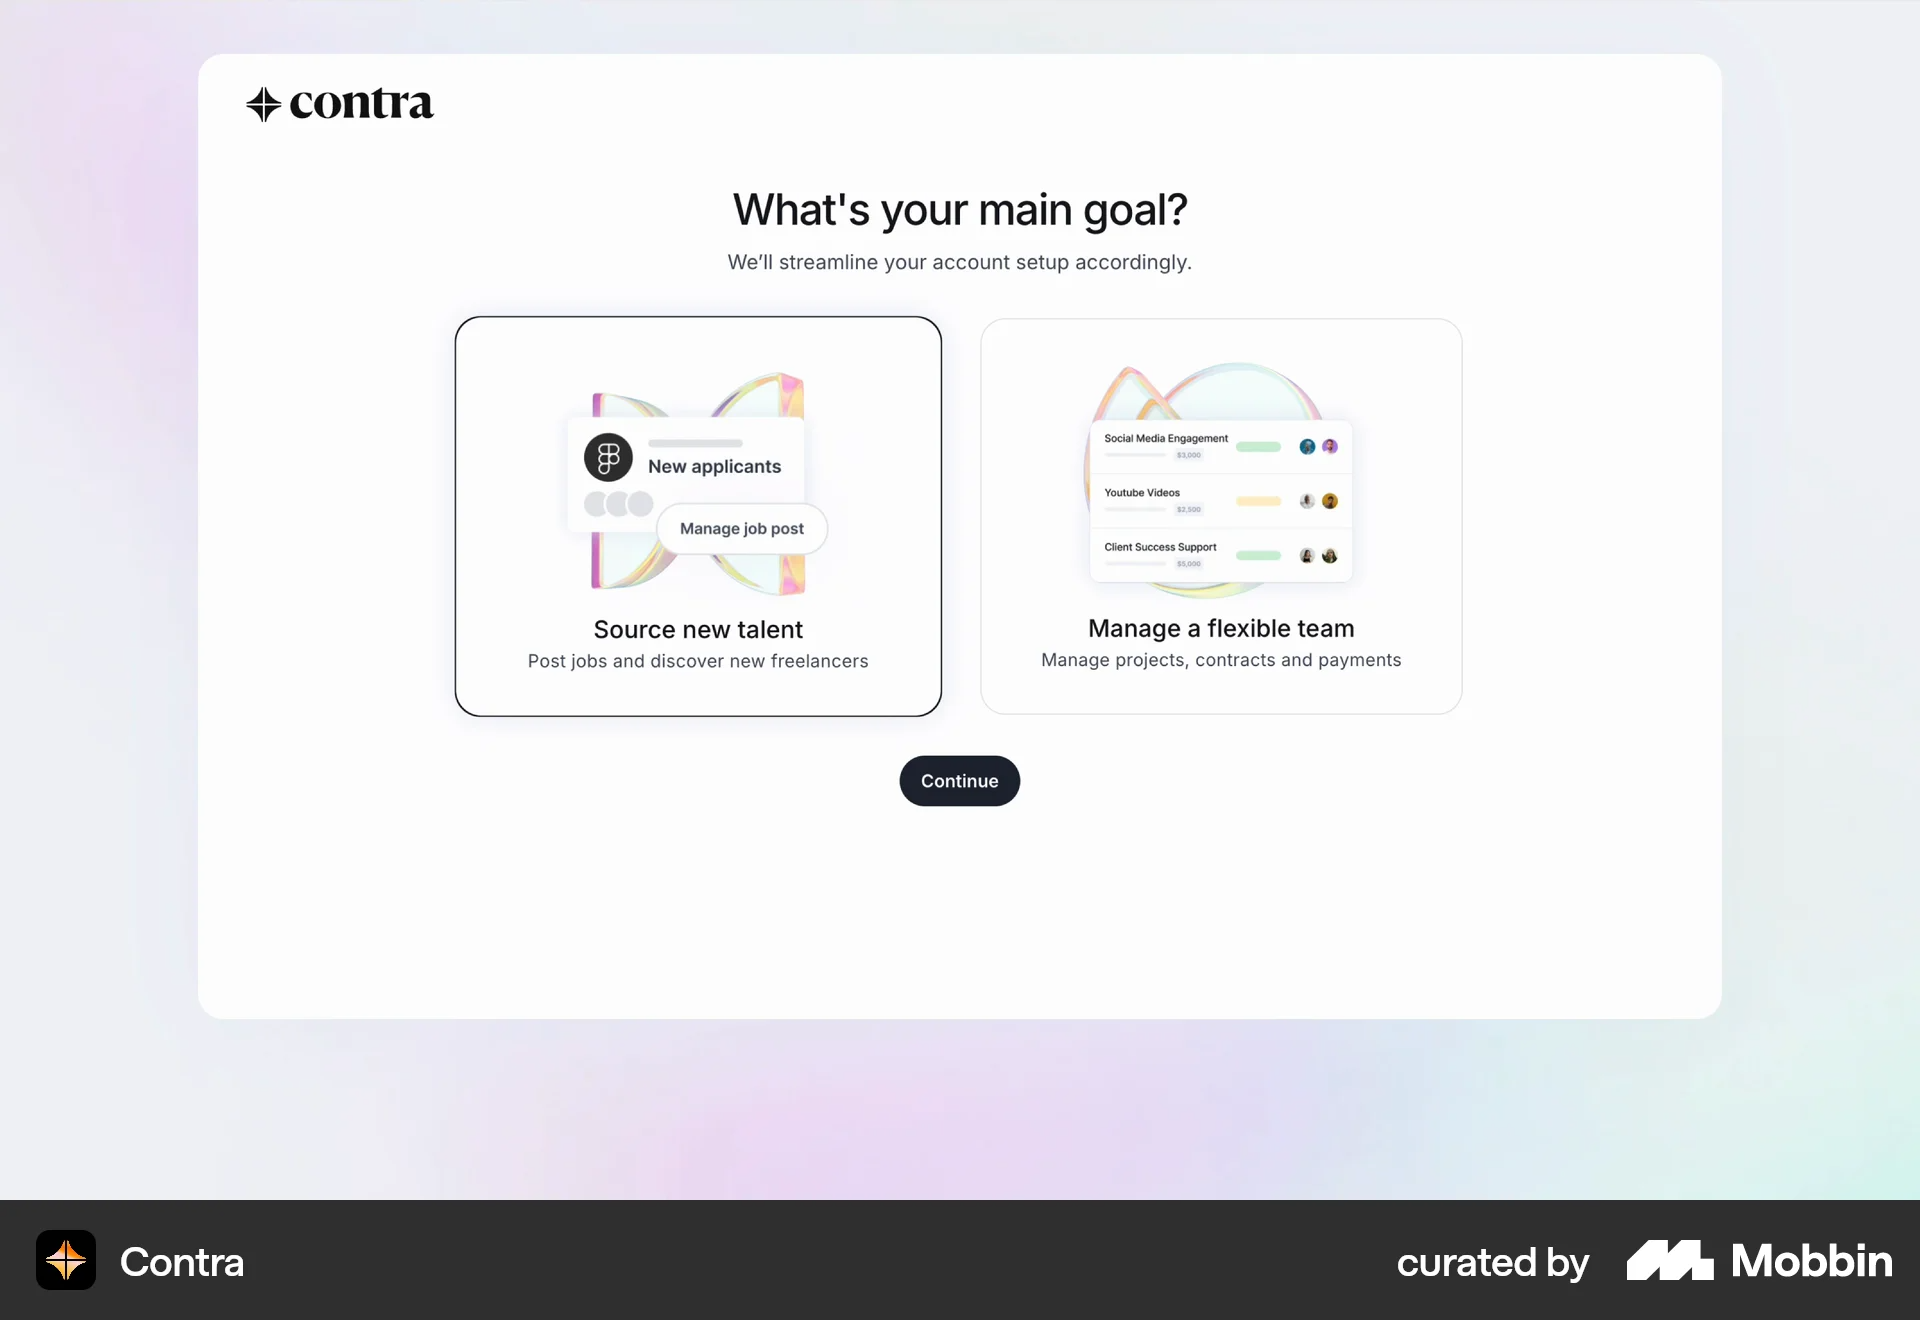 contra
What's your main goal?
We’ll streamline your account setup accordingly.
New applicants
Manage job post
Source new talent
Post jobs and discover new freelancers
Social Media Engagement
$3,000
Youtube Videos
$2,500
Client Success Support
$5,000
Manage a flexible team
Manage projects, contracts and payments
Continue
Contra
curated by
Mobbin